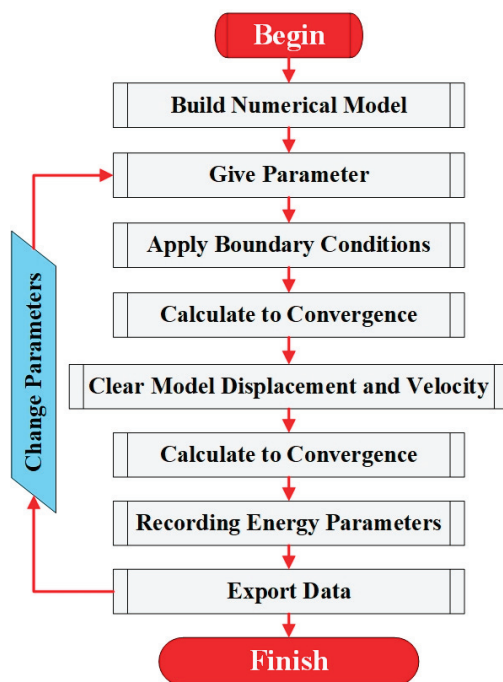 Begin
Build Numerical Model
Give Parameter
Apply Boundary Conditions
Calculate to Convergence
Clear Model Displacement and Velocity
Calculate to Convergence
Recording Energy Parameters
Export Data
Finish
Change Parameters